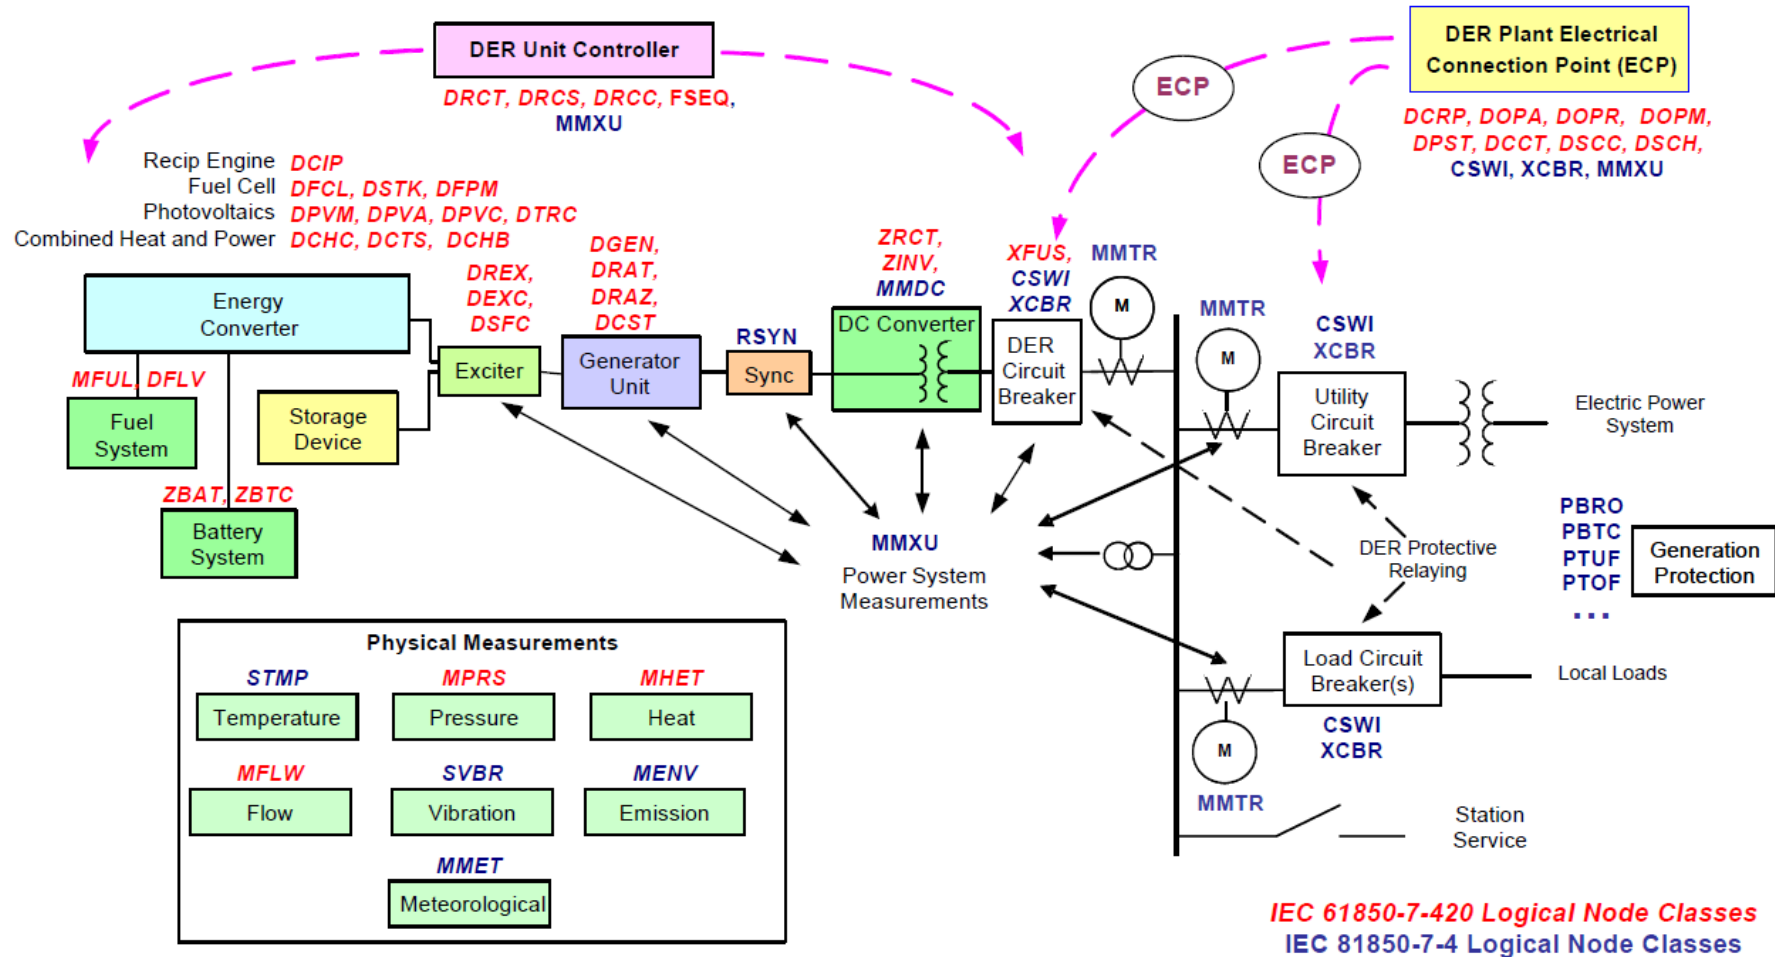 DER Unit Controller
DRCT, DRCS, DRCC, FSEQ,
MMXU
DER Plant Electrical
Connection Point (ECP)
DCRP, DOPA, DOPR, DOPM,
DPST, DCCT, DSCC, DSCH,
CSWI, XCBR, MMXU
ECP
ECP
Recip Engine DCIP
Fuel Cell DFCL, DSTK, DFPM
Photovoltaics DPVM, DPVA, DPVC, DTRC
Combined Heat and Power DCHC, DCTS, DCHB
Energy
Converter
DREX,
DEXC,
DSFC
Exciter
DGEN,
DRAT,
DRAZ,
DCST
Generator
Unit
RSYN
Sync
ZRCT,
ZINV,
MMDC
DC Converter
XFUS,
CSWI
XCBR
DER
Circuit
Breaker
MMTR
M
MMTR
M
CSWI
XCBR
Utility
Circuit
Breaker
Electric Power
System
MFUL, DFLV
Fuel
System
Storage
Device
ZBAT, ZBTC
Battery
System
MMXU
Power System
Measurements
DER Protective
Relaying
PBRO
PBTC
PTUF
PTOF
...
Generation
Protection
Load Circuit
Breaker(s)
CSWI
XCBR
Local Loads
M
MMTR
Station
Service
Physical Measurements
STMP
Temperature
MPRS
Pressure
MHET
Heat
MFLW
Flow
SVBR
Vibration
MENV
Emission
MMET
Meteorological
IEC 61850-7-420 Logical Node Classes
IEC 81850-7-4 Logical Node Classes